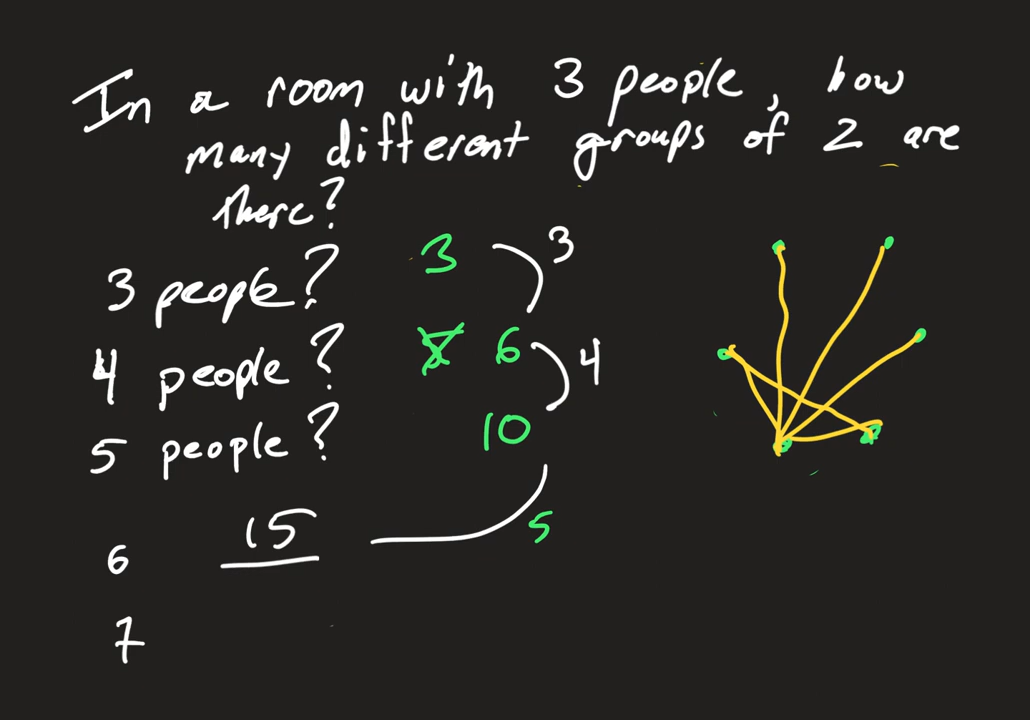 In a room with 3 people, how
many different groups of 2 are
there?
3 people? 3 3
4 people? 6 4
5 people? 10
6 15 5
7